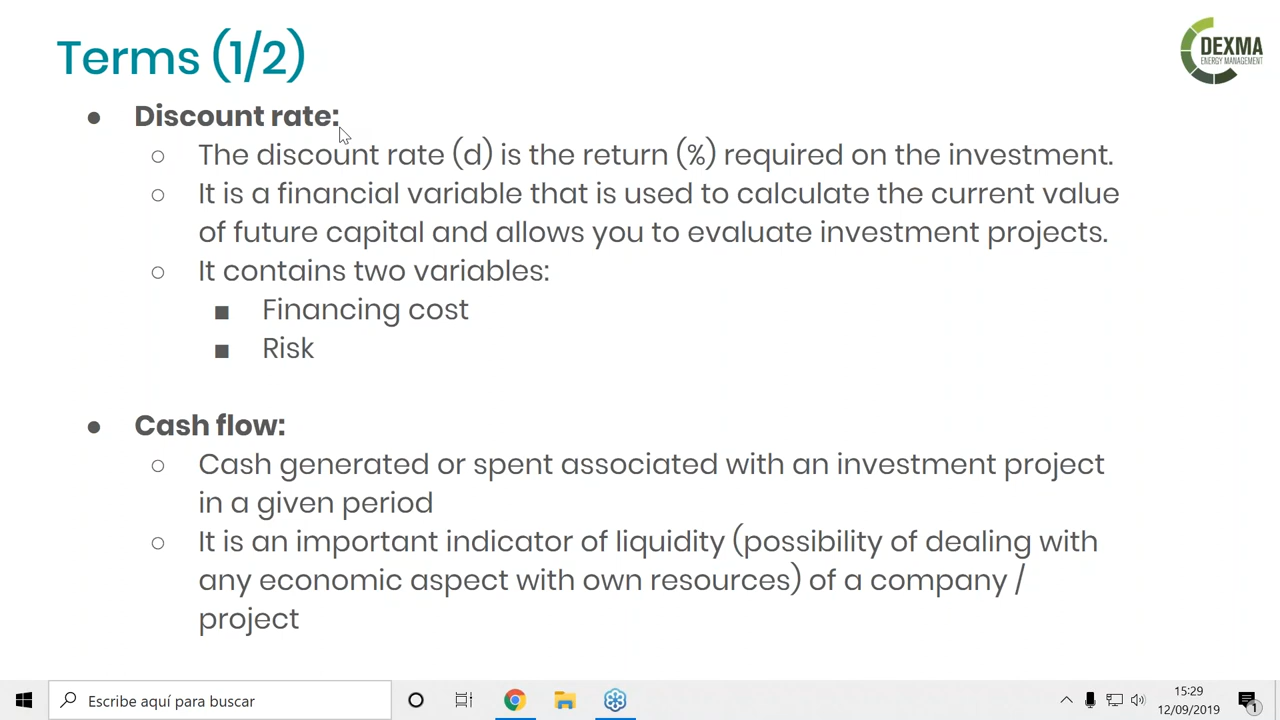 Terms (1/2)
DEXMA
ENERGY MANAGEMENT
● Discount rate:
○ The discount rate (d) is the return (%) required on the investment.
○ It is a financial variable that is used to calculate the current value
of future capital and allows you to evaluate investment projects.
○ It contains two variables:
■ Financing cost
■ Risk
● Cash flow:
○ Cash generated or spent associated with an investment project
in a given period
○ It is an important indicator of liquidity (possibility of dealing with
any economic aspect with own resources) of a company /
project
Escribe aquí para buscar
15:29
12/09/2019
1